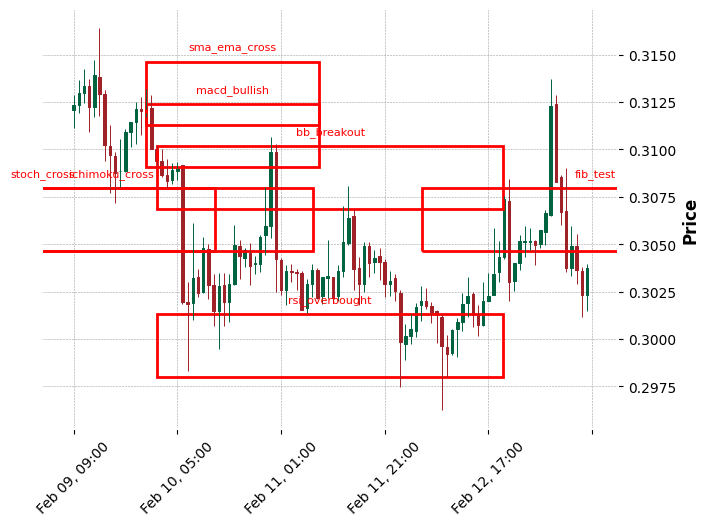 sma_ema_cross
macd_bullish
bb_breakout
stoch_cross
ichimoku_cross
fib_test
rsi_overbought
0.3150
0.3125
0.3100
0.3075
0.3050
0.3025
0.3000
0.2975
Price
Feb 09, 09:00
Feb 10, 05:00
Feb 11, 01:00
Feb 11, 21:00
Feb 12, 17:00